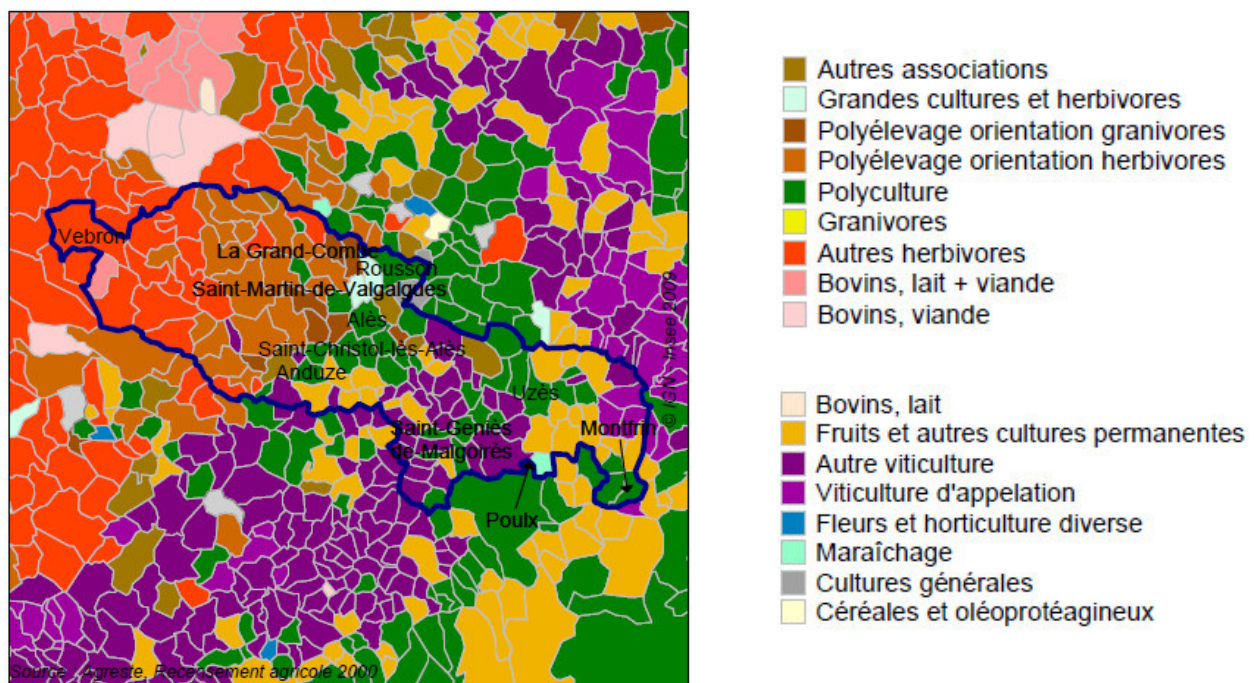 Vebron
La Grand-Combe
Rousson
Saint-Martin-de-Valgalgues
Alès
Saint-Christol-lès-Alès
Anduze
Uzès
Saint-Geniès
de-Malgoirès
Montfrin
Poulx
© IGN - Insee 2009
Source : Agreste, Recensement agricole 2000
Autres associations
Grandes cultures et herbivores
Polyélevage orientation granivores
Polyélevage orientation herbivores
Polyculture
Granivores
Autres herbivores
Bovins, lait + viande
Bovins, viande
Bovins, lait
Fruits et autres cultures permanentes
Autre viticulture
Viticulture d'appelation
Fleurs et horticulture diverse
Maraîchage
Cultures générales
Céréales et oléoprotéagineux